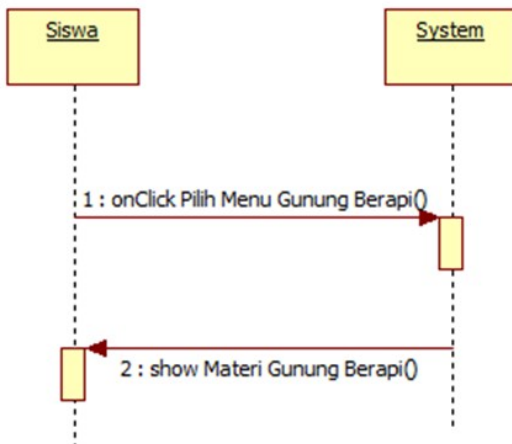 Siswa
System
1 : onClick Pilih Menu Gunung Berapi()
2 : show Materi Gunung Berapi()